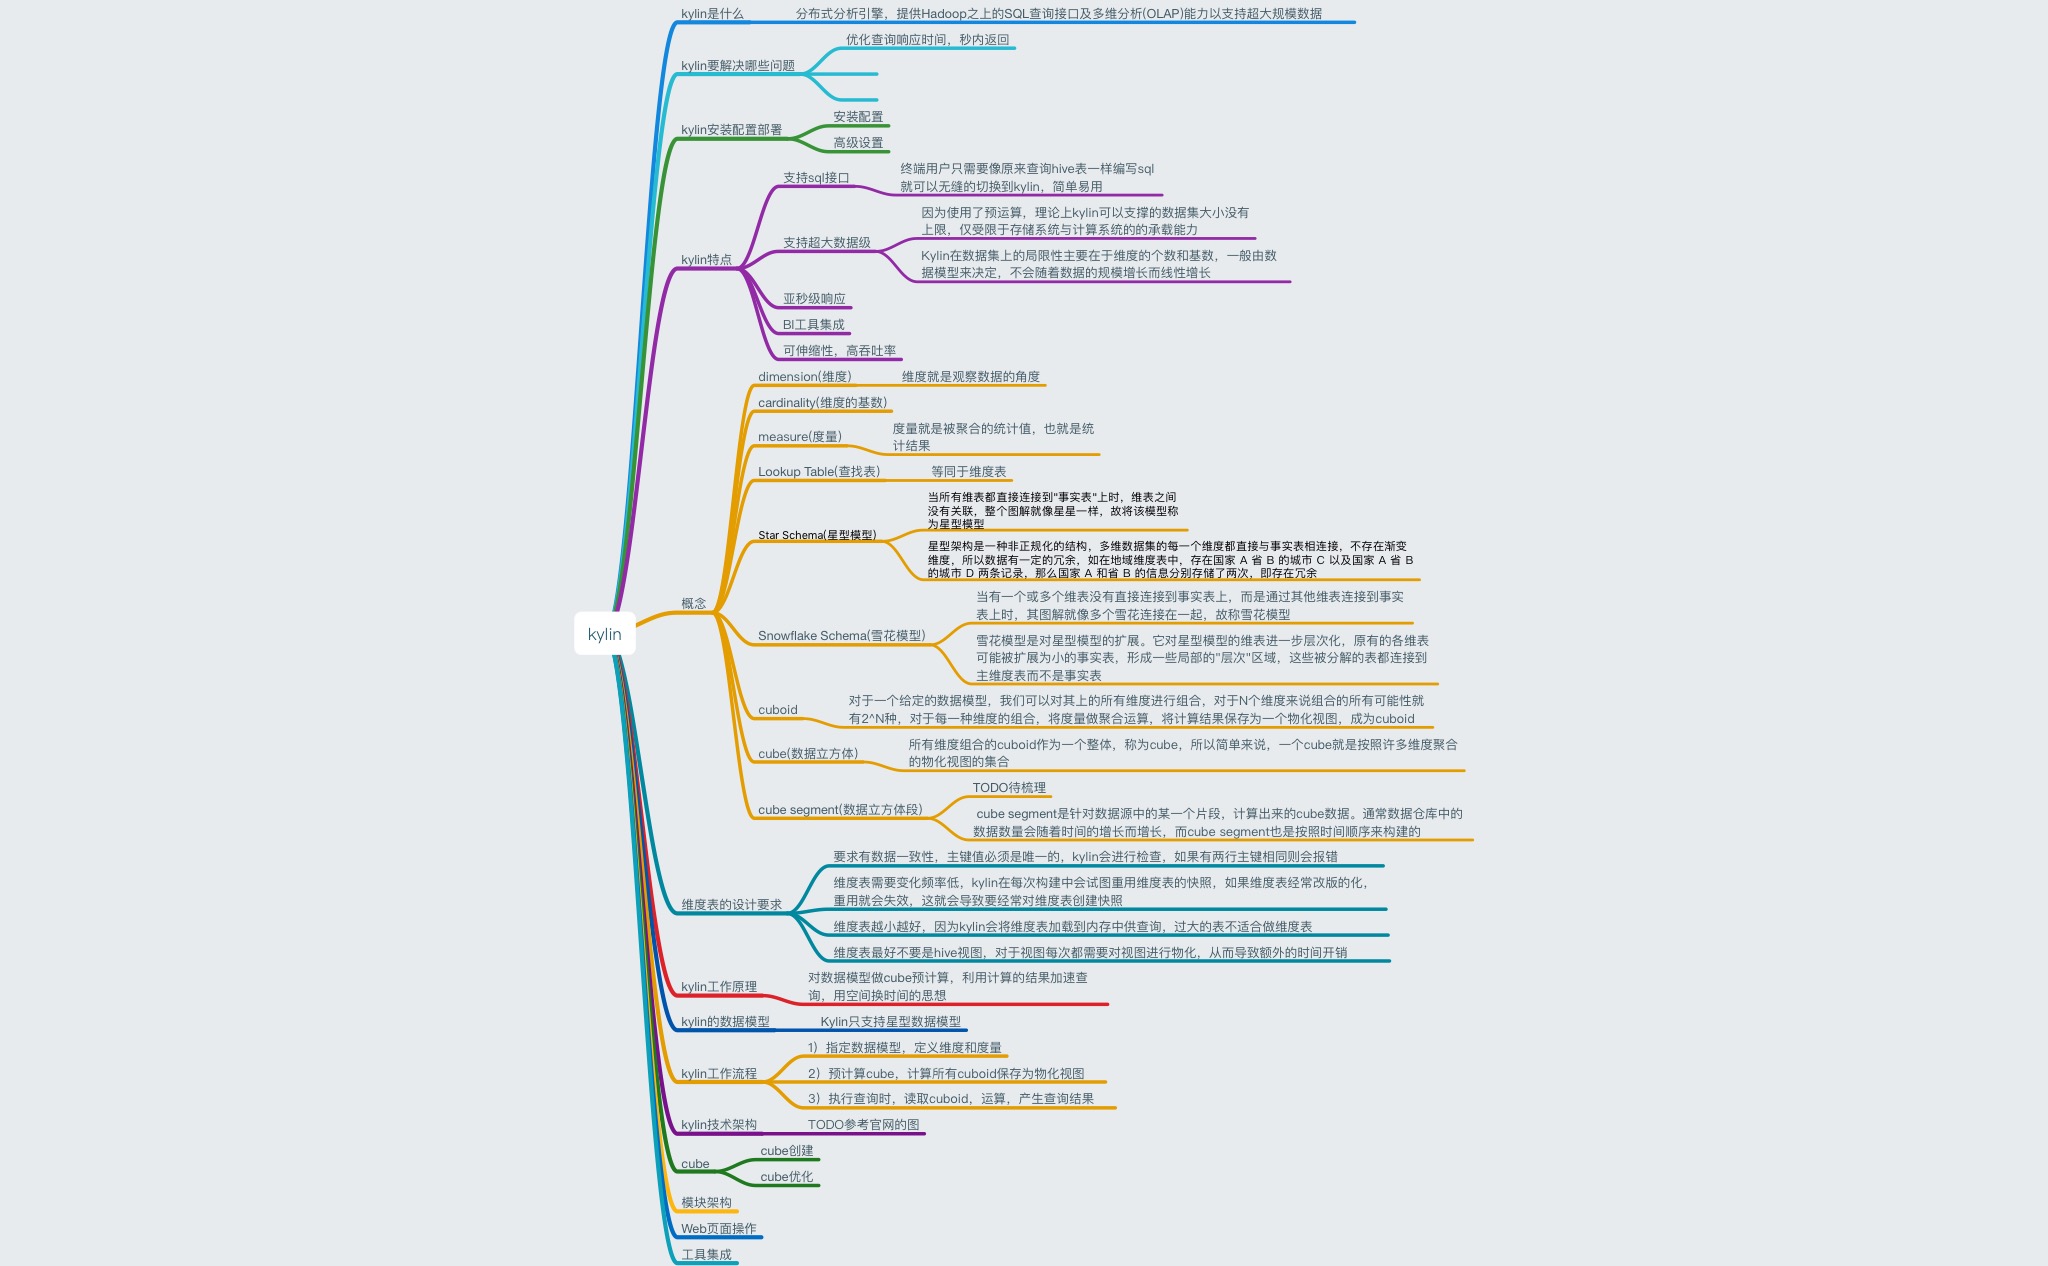 kylin
kylin是什么
分布式分析引擎，提供Hadoop之上的SQL查询接口及多维分析(OLAP)能力以支持超大规模数据
kylin要解决哪些问题
优化查询响应时间，秒内返回
kylin安装配置部署
安装配置
高级设置
kylin特点
支持sql接口
终端用户只需要像原来查询hive表一样编写sql
就可以无缝的切换到kylin，简单易用
支持超大数据级
因为使用了预运算，理论上kylin可以支撑的数据集大小没有
上限，仅受限于存储系统与计算系统的的承载能力
Kylin在数据集上的局限性主要在于维度的个数和基数，一般由数
据模型来决定，不会随着数据的规模增长而线性增长
亚秒级响应
BI工具集成
可伸缩性，高吞吐率
概念
dimension(维度)
维度就是观察数据的角度
cardinality(维度的基数)
measure(度量)
度量就是被聚合的统计值，也就是统
计结果
Lookup Table(查找表)
等同于维度表
Star Schema(星型模型)
当所有维表都直接连接到"事实表"上时，维表之间
没有关联，整个图解就像星星一样，故将该模型称
为星型模型
星型架构是一种非正规化的结构，多维数据集的每一个维度都直接与事实表相连接，不存在渐变
维度，所以数据有一定的冗余，如在地域维度表中，存在国家 A 省 B 的城市 C 以及国家 A 省 B
的城市 D 两条记录，那么国家 A 和省 B 的信息分别存储了两次，即存在冗余
Snowflake Schema(雪花模型)
当有一个或多个维表没有直接连接到事实表上，而是通过其他维表连接到事实
表上时，其图解就像多个雪花连接在一起，故称雪花模型
雪花模型是对星型模型的扩展。它对星型模型的维表进一步层次化，原有的各维表
可能被扩展为小的事实表，形成一些局部的"层次"区域，这些被分解的表都连接到
主维度表而不是事实表
cuboid
对于一个给定的数据模型，我们可以对其上的所有维度进行组合，对于N个维度来说组合的所有可能性就
有2^N种，对于每一种维度的组合，将度量做聚合运算，将计算结果保存为一个物化视图，成为cuboid
cube(数据立方体)
所有维度组合的cuboid作为一个整体，称为cube，所以简单来说，一个cube就是按照许多维度聚合
的物化视图的集合
cube segment(数据立方体段)
TODO待梳理
cube segment是针对数据源中的某一个片段，计算出来的cube数据。通常数据仓库中的
数据数量会随着时间的增长而增长，而cube segment也是按照时间顺序来构建的
维度表的设计要求
要求有数据一致性，主键值必须是唯一的，kylin会进行检查，如果有两行主键相同则会报错
维度表需要变化频率低，kylin在每次构建中会试图重用维度表的快照，如果维度表经常改版的化，
重用就会失效，这就会导致要经常对维度表创建快照
维度表越小越好，因为kylin会将维度表加载到内存中供查询，过大的表不适合做维度表
维度表最好不要是hive视图，对于视图每次都需要对视图进行物化，从而导致额外的时间开销
kylin工作原理
对数据模型做cube预计算，利用计算的结果加速查
询，用空间换时间的思想
kylin的数据模型
Kylin只支持星型数据模型
kylin工作流程
1）指定数据模型，定义维度和度量
2）预计算cube，计算所有cuboid保存为物化视图
3）执行查询时，读取cuboid，运算，产生查询结果
kylin技术架构
TODO参考官网的图
cube
cube创建
cube优化
模块架构
Web页面操作
工具集成